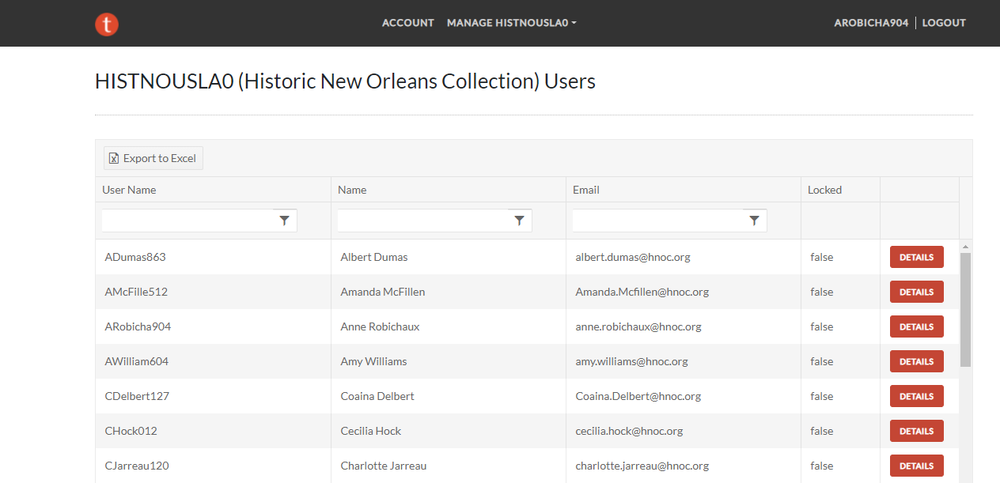 t ACCOUNT MANAGE HISTNOUSLA0 AROBICHA904 LOGOUT
HISTNOUSLA0 (Historic New Orleans Collection) Users
Export to Excel
User Name Name Email Locked
ADumas863 Albert Dumas albert.dumas@hnoc.org false DETAILS
AMcFille512 Amanda McFillen Amanda.Mcfillen@hnoc.org false DETAILS
ARobicha904 Anne Robichaux anne.robichaux@hnoc.org false DETAILS
AWilliam604 Amy Williams amy.williams@hnoc.org false DETAILS
CDelbert127 Coaina Delbert Coaina.Delbert@hnoc.org false DETAILS
CHock012 Cecilia Hock cecilia.hock@hnoc.org false DETAILS
CJarreau120 Charlotte Jarreau charlotte.jarreau@hnoc.org false DETAILS